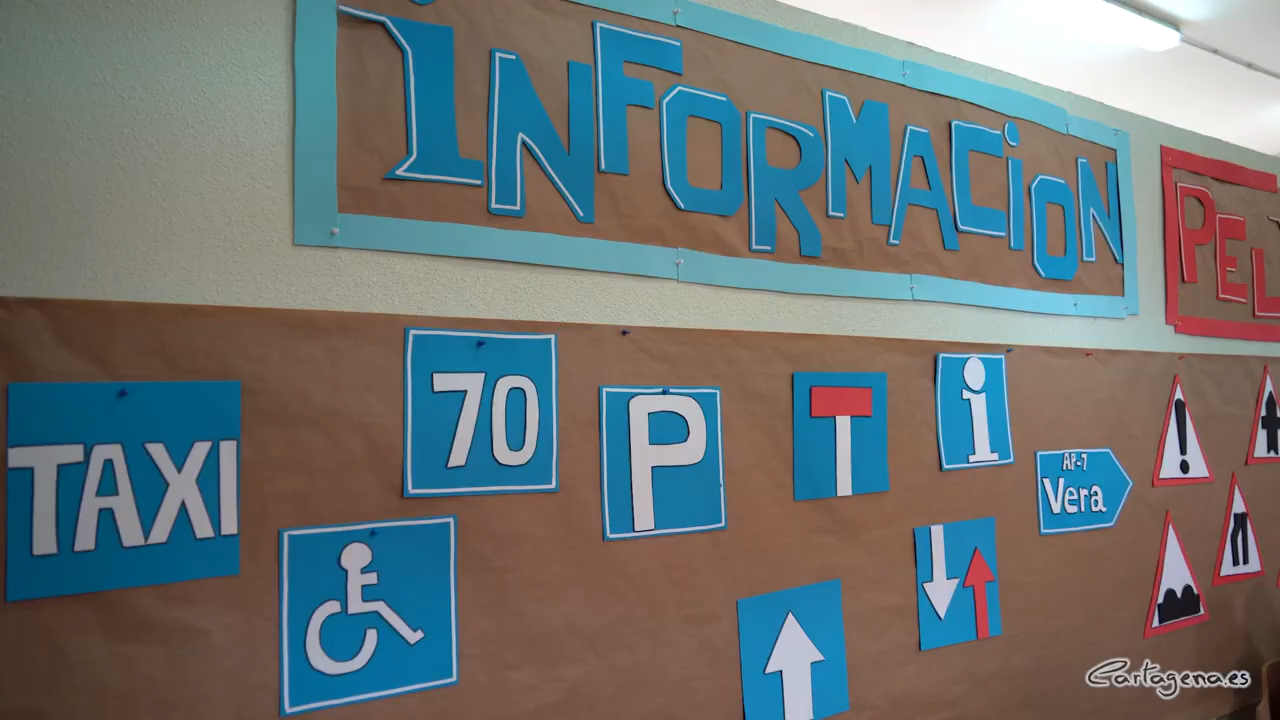 iNFORMACiON
PEL
TAXI
70
P
i
AP-7
Vera
Cartagena.es